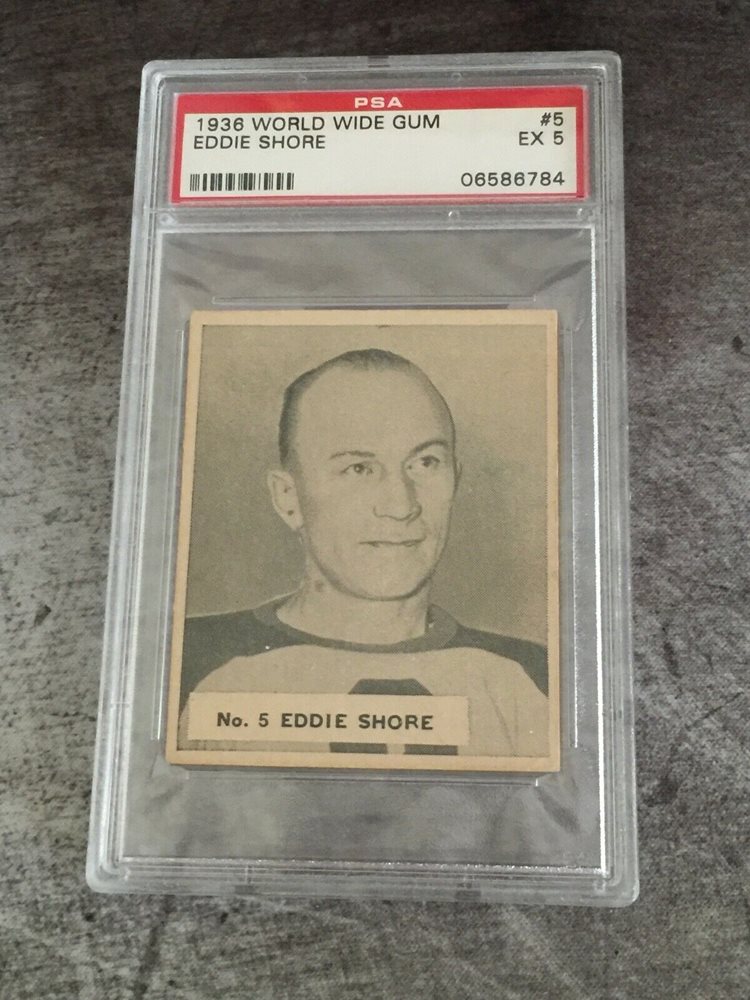 PSA
1936 WORLD WIDE GUM #5
EDDIE SHORE EX 5
06586784
No. 5 EDDIE SHORE